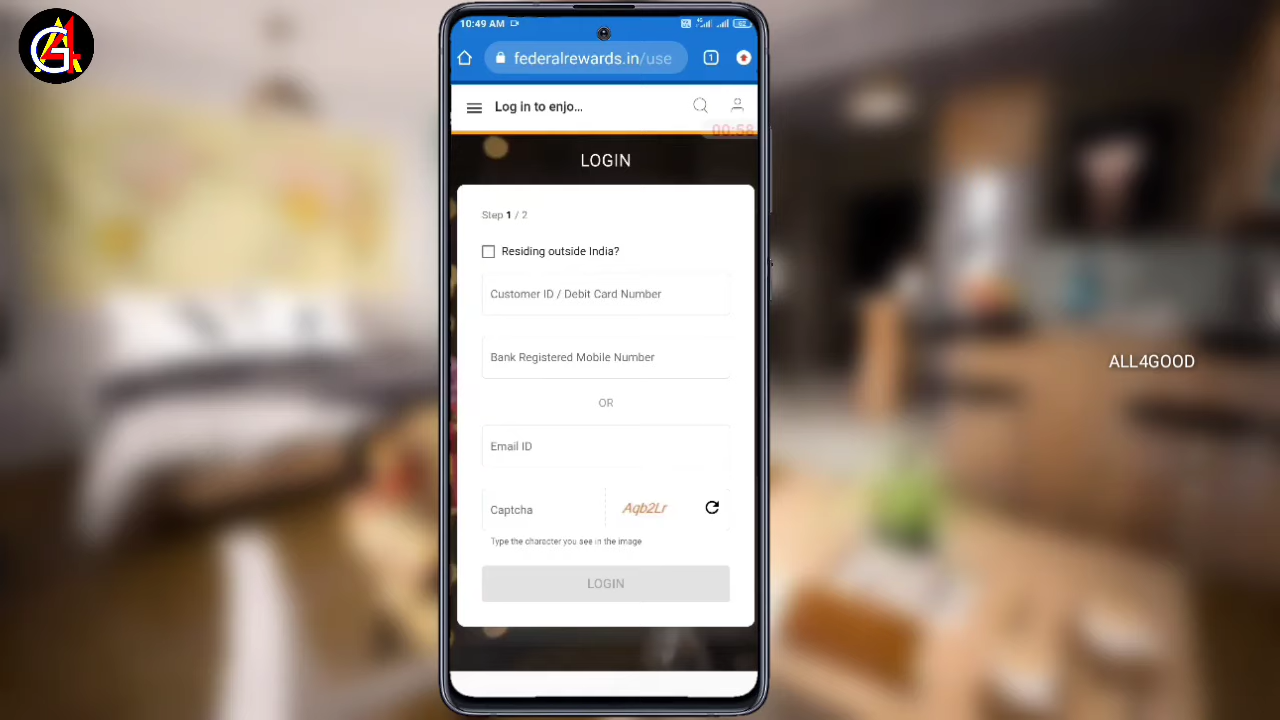 10:49 AM
federalrewards.in/use
1
Log in to enjo...
00:58
LOGIN
Step 1 / 2
Residing outside India?
Customer ID / Debit Card Number
Bank Registered Mobile Number
OR
Email ID
Captcha
Aqb2Lr
Type the character you see in the image
LOGIN
ALL4GOOD